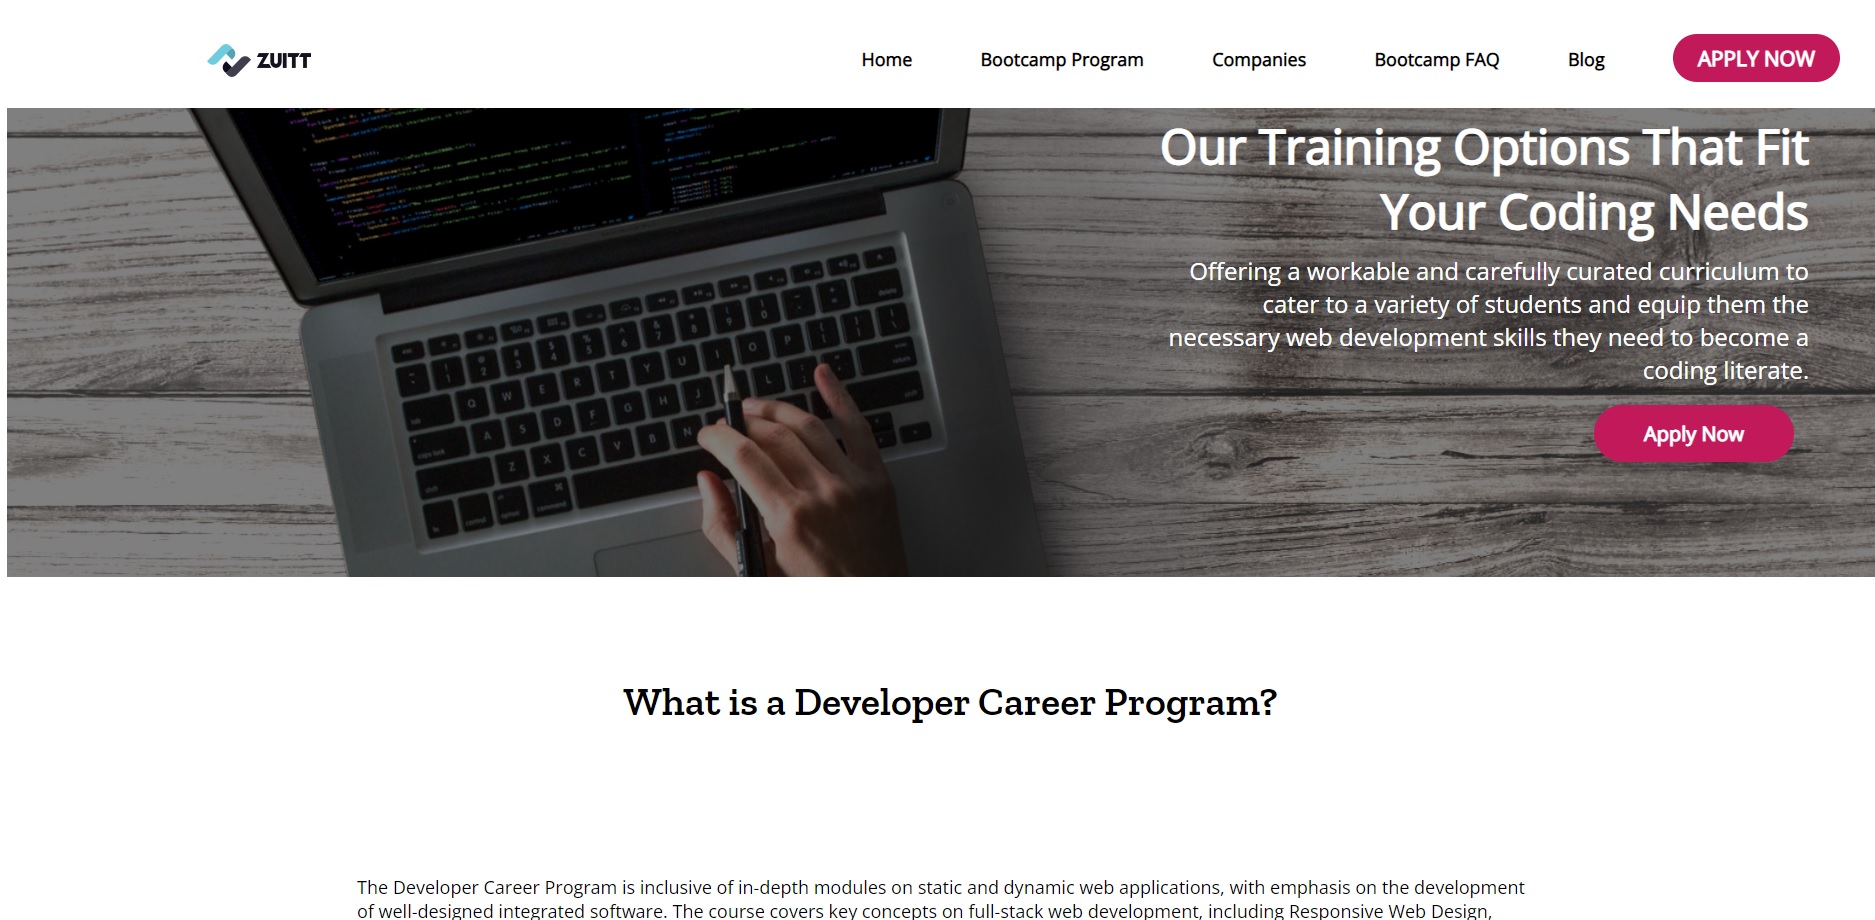 ZUITT
Home
Bootcamp Program
Companies
Bootcamp FAQ
Blog
APPLY NOW
Our Training Options That Fit
Your Coding Needs
Offering a workable and carefully curated curriculum to
cater to a variety of students and equip them the
necessary web development skills they need to become a
coding literate.
Apply Now
What is a Developer Career Program?
The Developer Career Program is inclusive of in-depth modules on static and dynamic web applications, with emphasis on the development
of well-designed integrated software. The course covers key concepts on full-stack web development, including Responsive Web Design,